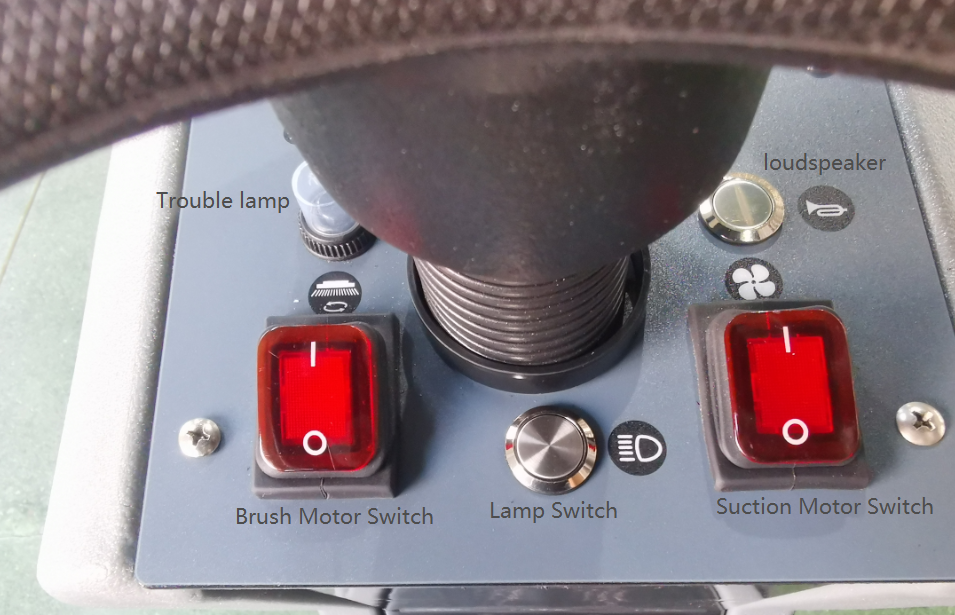 loudspeaker
Trouble lamp
Brush Motor Switch
Lamp Switch
Suction Motor Switch